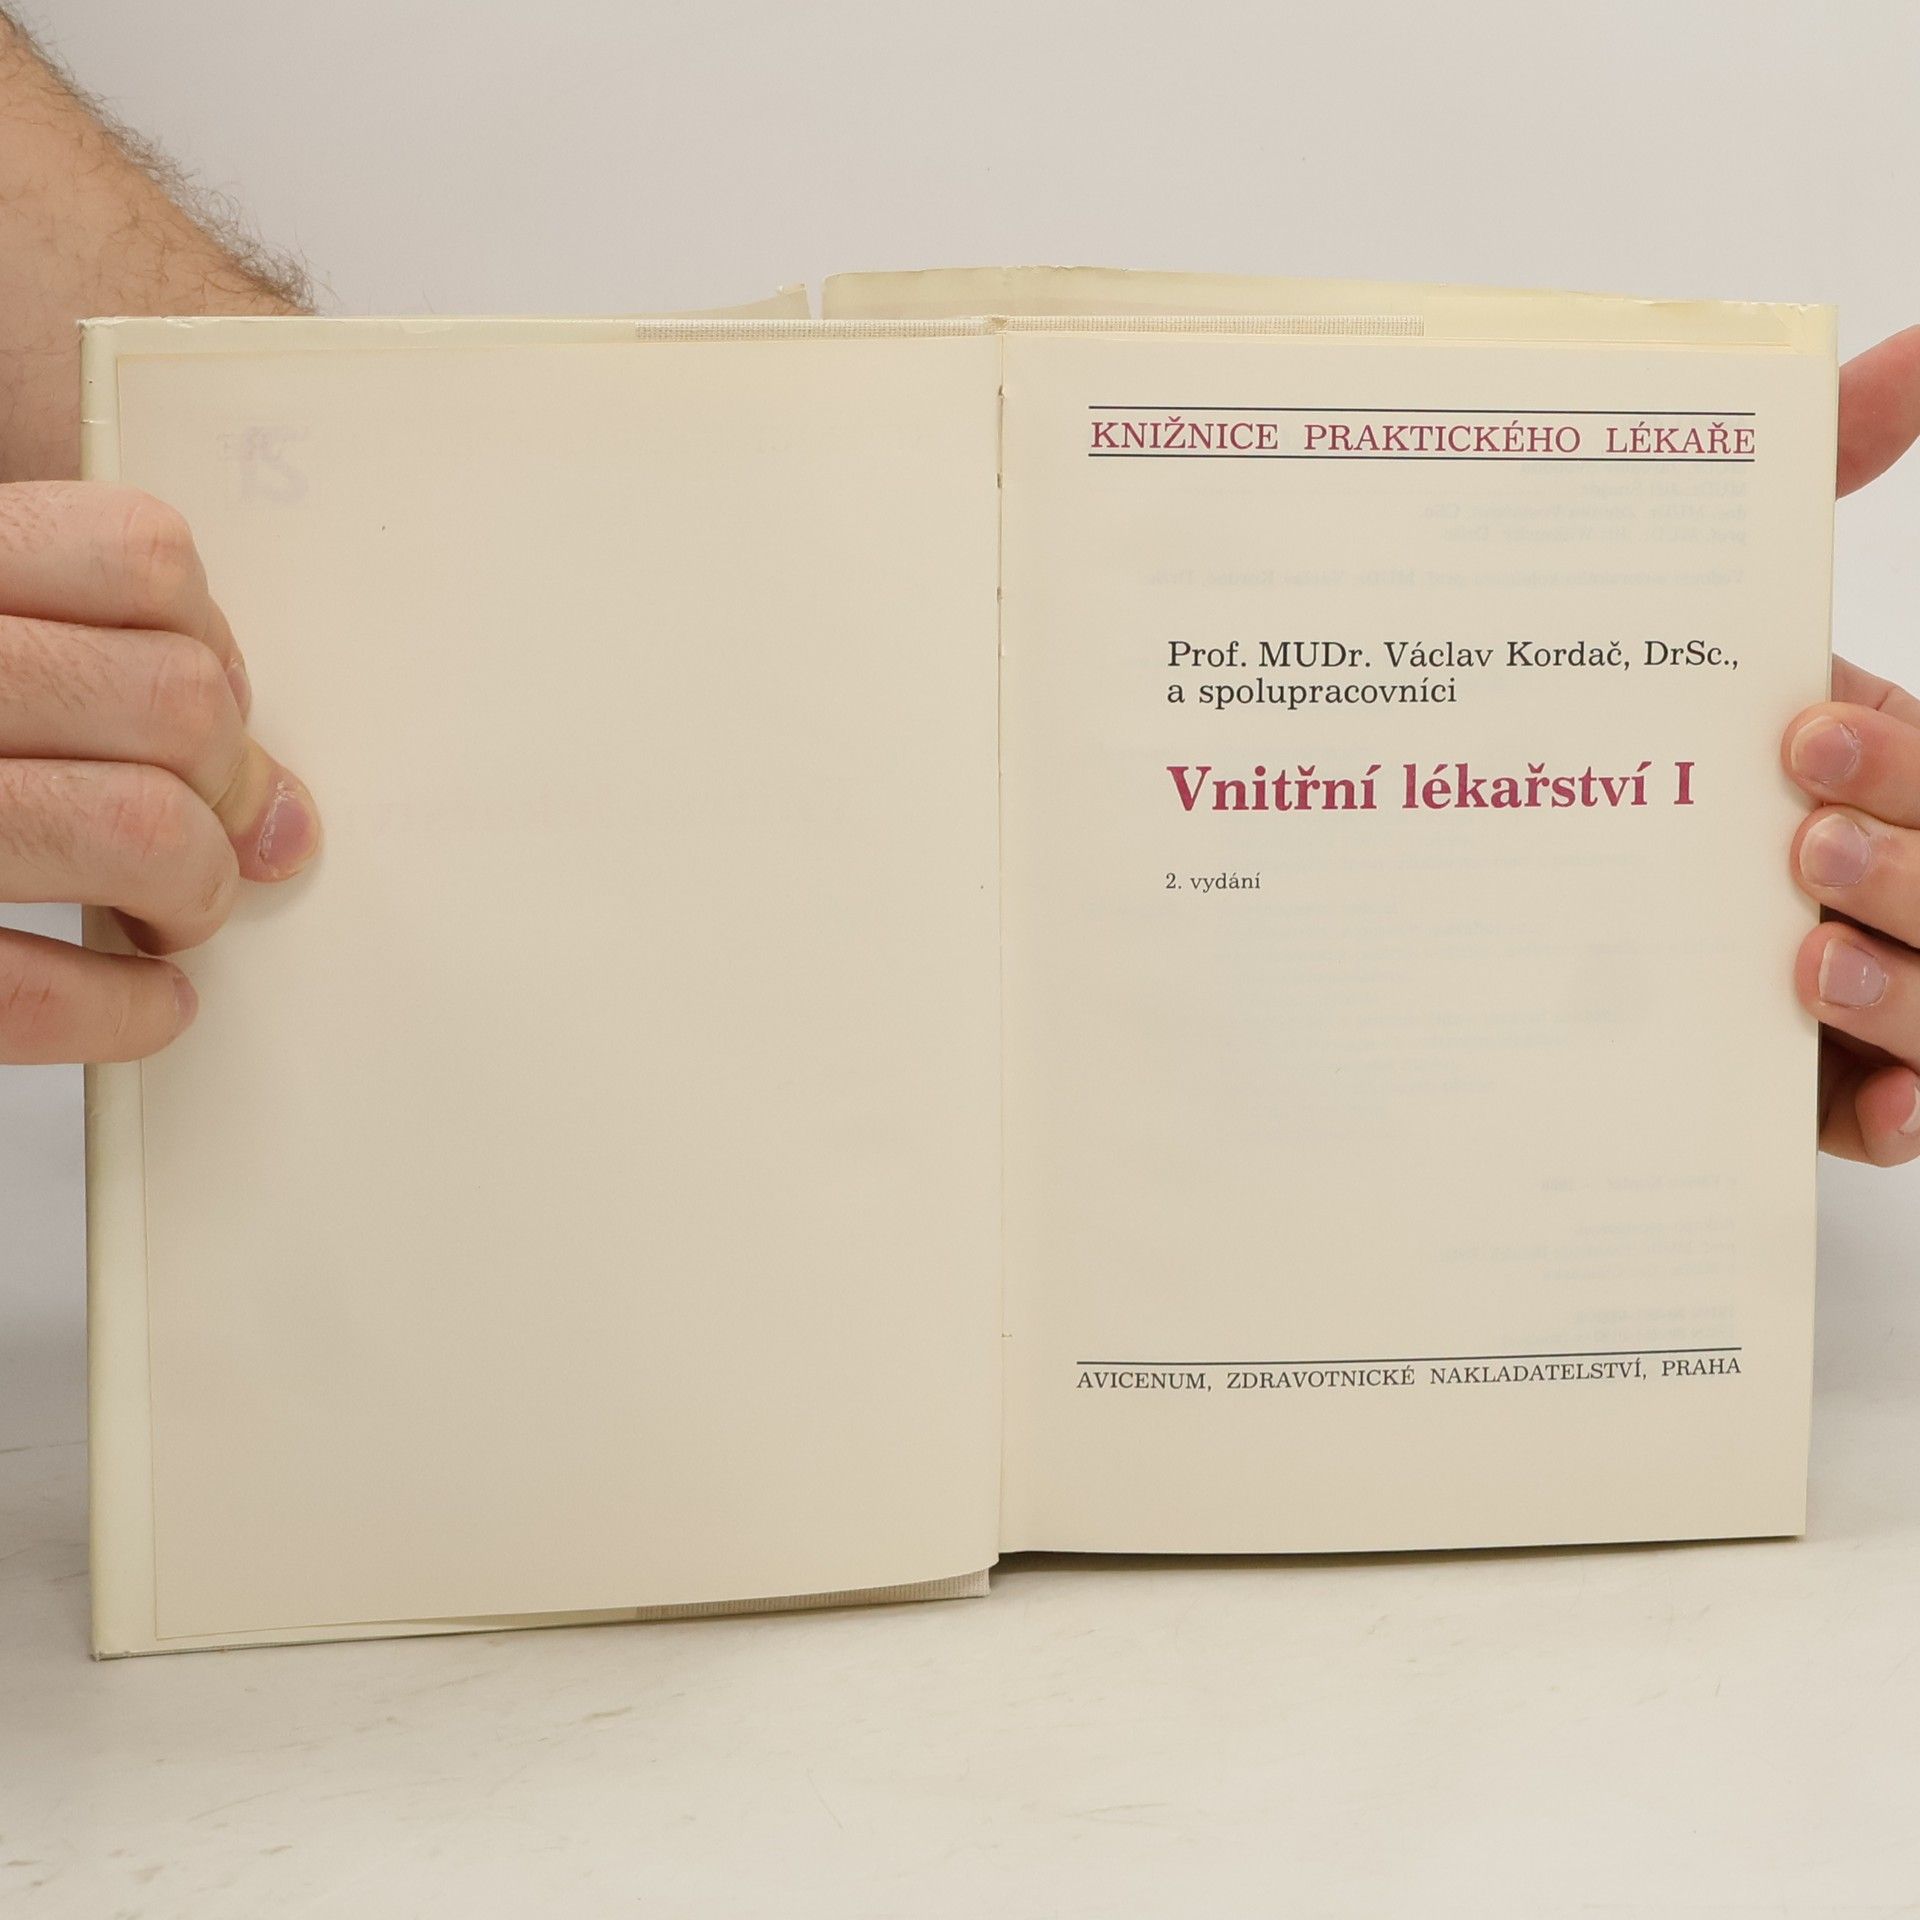 KNIŽNICE PRAKTICKÉHO LÉKAŘE
Prof. MUDr. Václav Kordač, DrSc.,
a spolupracovníci
Vnitřní lékařství I
2. vydání
AVICENUM, ZDRAVOTNICKÉ NAKLADATELSTVÍ, PRAHA